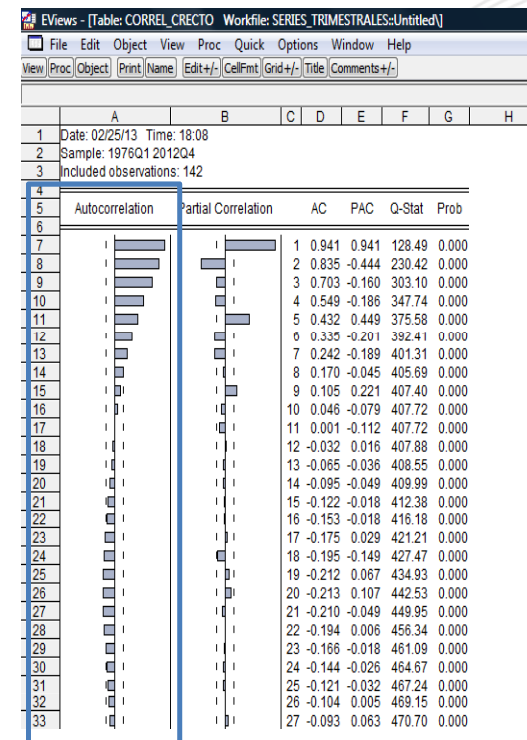 EViews - [Table: CORREL_CRECTO Workfile: SERIES_TRIMESTRALES::Untitled\]
File Edit Object View Proc Quick Options Window Help
View Proc Object Print Name Edit+/- CellFmt Grid+/- Title Comments+/-
A B C D E F G H
1 Date: 02/25/13 Time: 18:08
2 Sample: 1976Q1 2012Q4
3 Included observations: 142
4
5 Autocorrelation Partial Correlation AC PAC Q-Stat Prob
6
7 1 0.941 0.941 128.49 0.000
8 2 0.835 -0.444 230.42 0.000
9 3 0.703 -0.160 303.10 0.000
10 4 0.549 -0.186 347.74 0.000
11 5 0.432 0.449 375.58 0.000
12 6 0.335 -0.201 392.41 0.000
13 7 0.242 -0.189 401.31 0.000
14 8 0.170 -0.045 405.69 0.000
15 9 0.105 0.221 407.40 0.000
16 10 0.046 -0.079 407.72 0.000
17 11 0.001 -0.112 407.72 0.000
18 12 -0.032 0.016 407.88 0.000
19 13 -0.065 -0.036 408.55 0.000
20 14 -0.095 -0.049 409.99 0.000
21 15 -0.122 -0.018 412.38 0.000
22 16 -0.153 -0.018 416.18 0.000
23 17 -0.175 0.029 421.21 0.000
24 18 -0.195 -0.149 427.47 0.000
25 19 -0.212 0.067 434.93 0.000
26 20 -0.213 0.107 442.53 0.000
27 21 -0.210 -0.049 449.95 0.000
28 22 -0.194 0.006 456.34 0.000
29 23 -0.166 -0.018 461.09 0.000
30 24 -0.144 -0.026 464.67 0.000
31 25 -0.121 -0.032 467.24 0.000
32 26 -0.104 0.005 469.15 0.000
33 27 -0.093 0.063 470.70 0.000